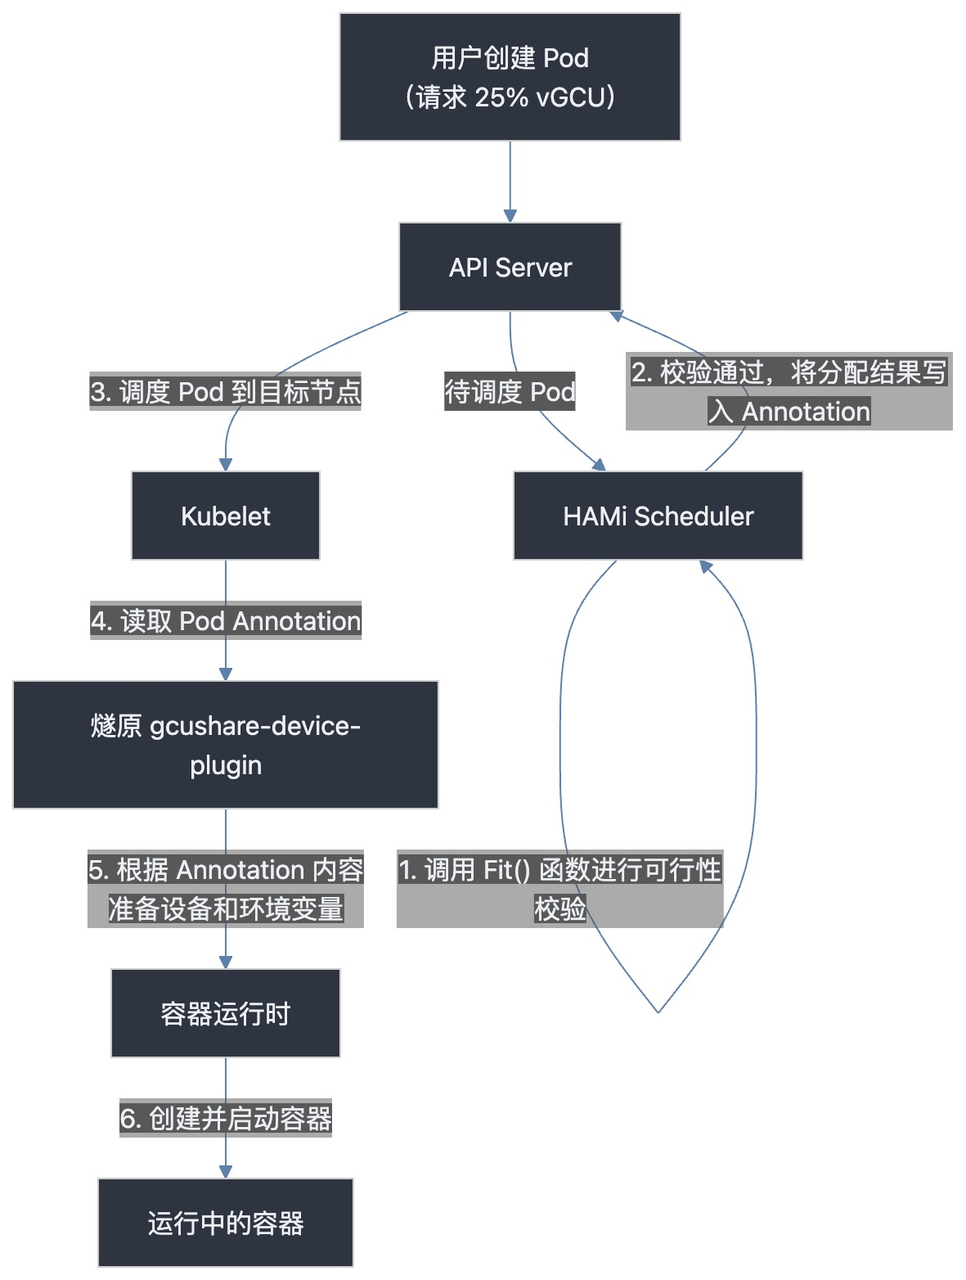 用户创建 Pod
（请求 25% vGCU）
API Server
3. 调度 Pod 到目标节点
待调度 Pod
2. 校验通过，将分配结果写
入 Annotation
Kubelet
HAMi Scheduler
4. 读取 Pod Annotation
燧原 gcushare-device-
plugin
5. 根据 Annotation 内容
准备设备和环境变量
1. 调用 Fit() 函数进行可行性
校验
容器运行时
6. 创建并启动容器
运行中的容器